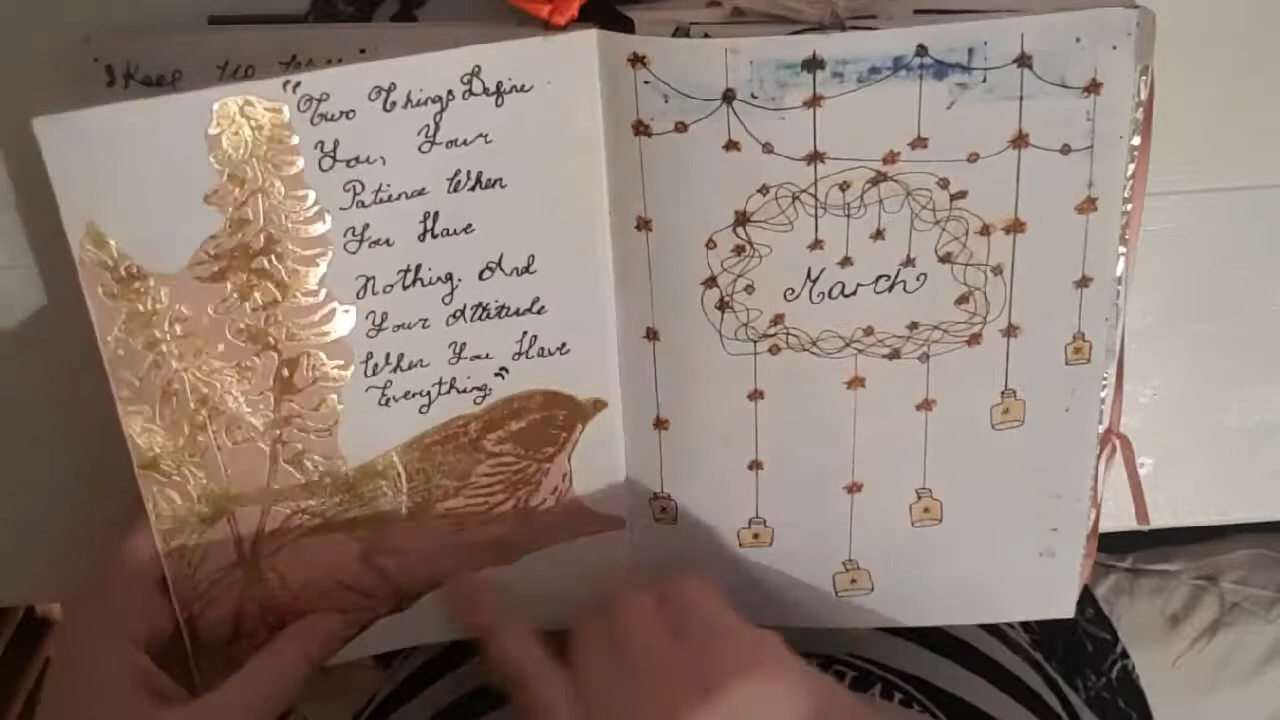 "Two Things Define
You, Your
Patience When
You Have
Nothing. And
Your Attitude
When You Have
Everything."
March